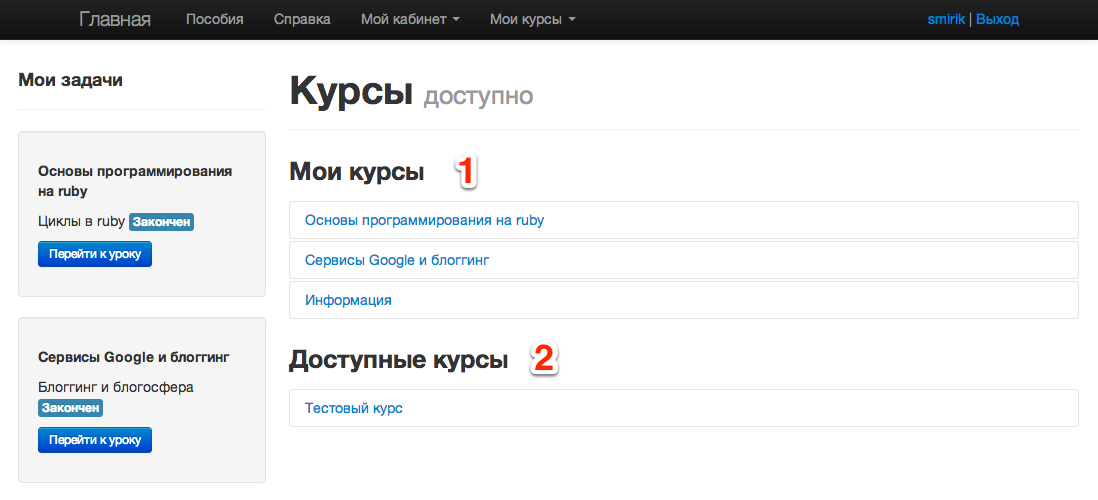 Главная Пособия Справка Мой кабинет Мои курсы smirik | Выход
Мои задачи
Основы программирования
на ruby
Циклы в ruby Закончен
Перейти к уроку
Сервисы Google и блоггинг
Блоггинг и блогосфера
Закончен
Перейти к уроку
Курсы доступно
Мои курсы 1
Основы программирования на ruby
Сервисы Google и блоггинг
Информация
Доступные курсы 2
Тестовый курс